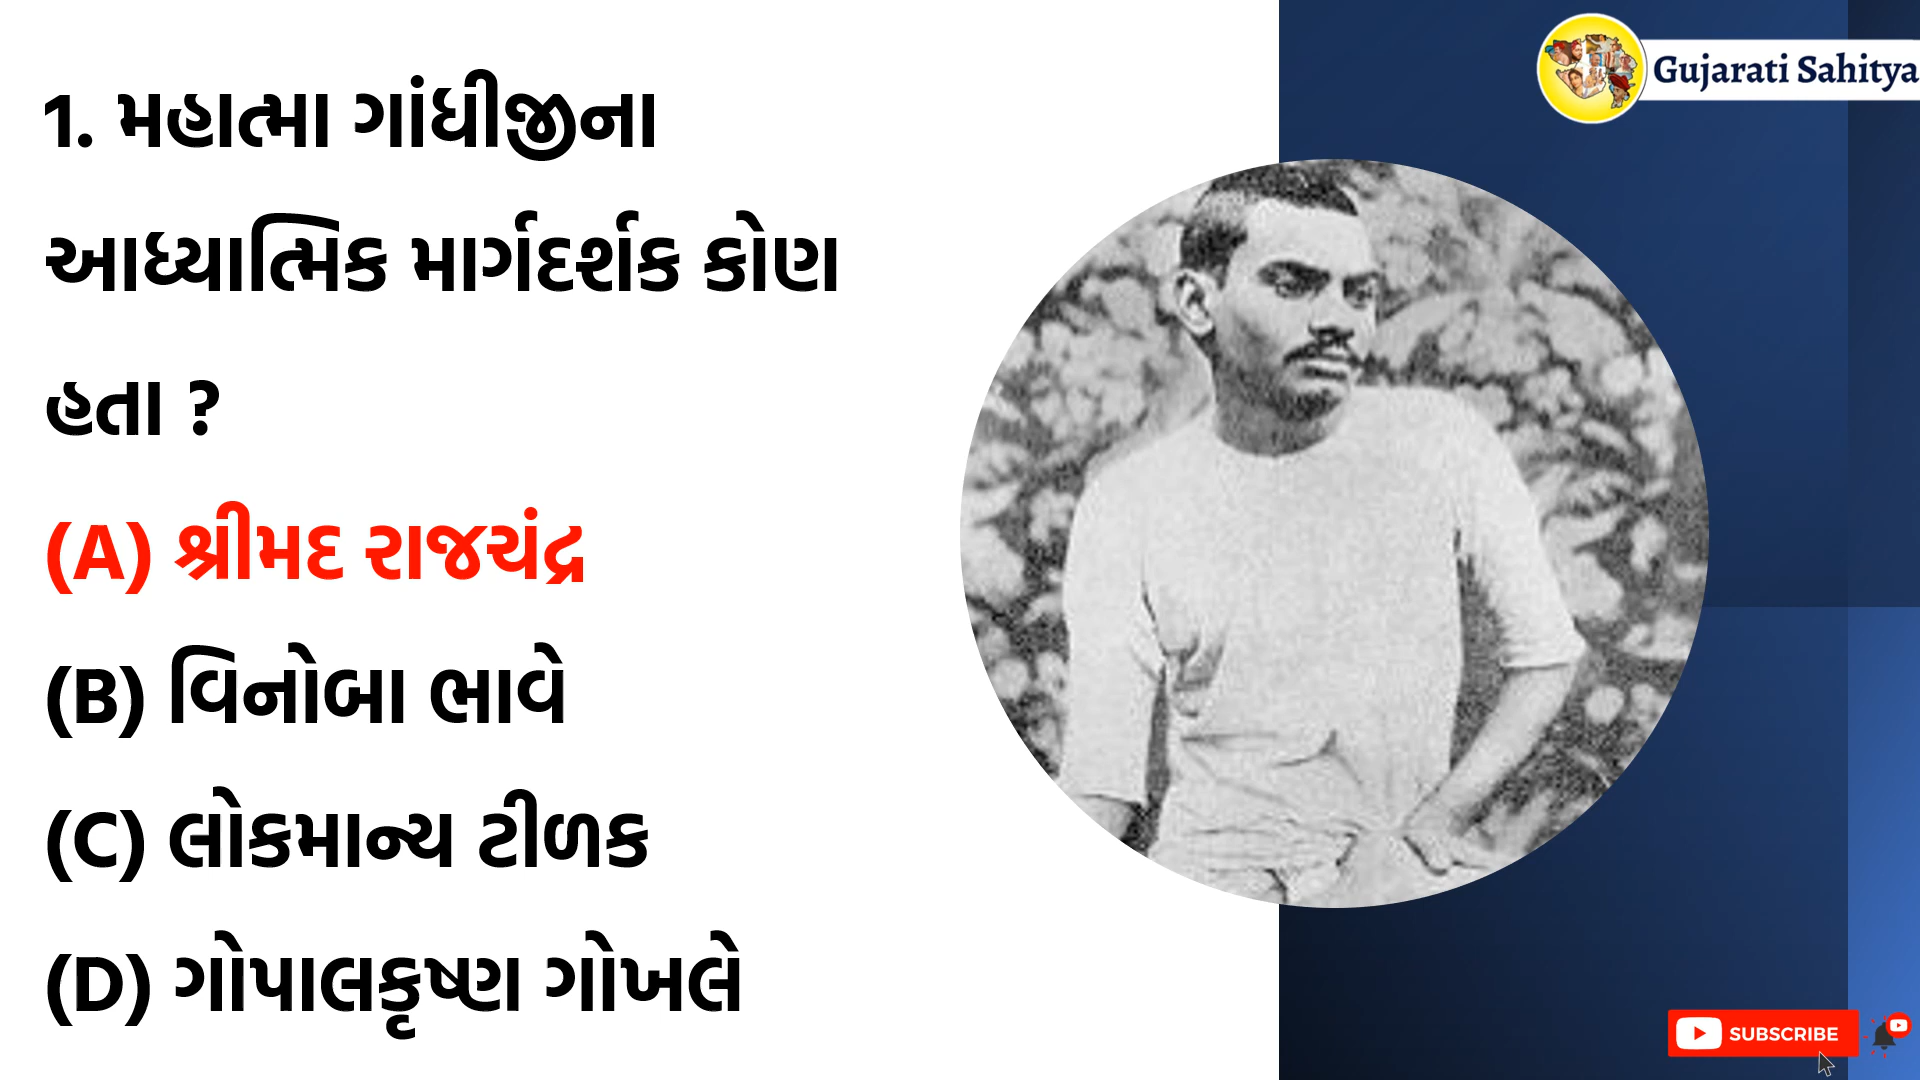 1. મહાત્મા ગાંધીજીના
આધ્યાત્મિક માર્ગદર્શક કોણ
હતા ?
(A) શ્રીમદ રાજચંદ્ર
(B) વિનોબા ભાવે
(C) લોકમાન્ય ટીળક
(D) ગોપાલકૃષ્ણ ગોખલે
Gujarati Sahitya
SUBSCRIBE